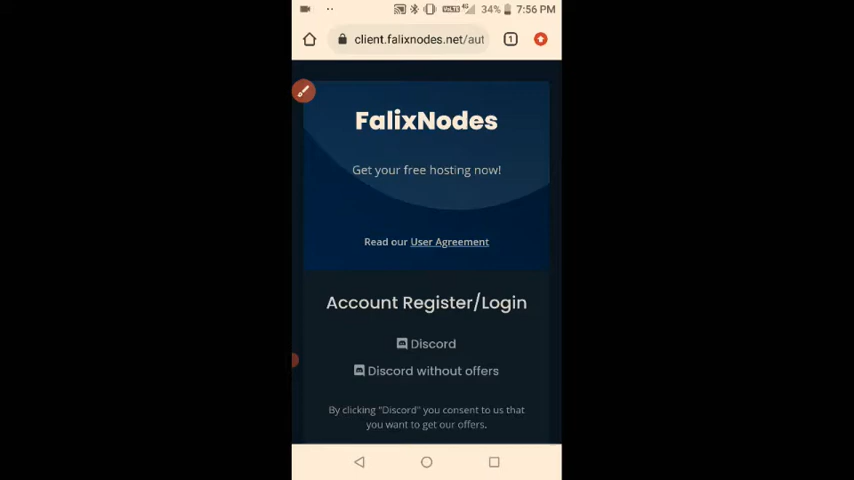 34% 7:56 PM
client.falixnodes.net/aut
1
FalixNodes
Get your free hosting now!
Read our User Agreement
Account Register/Login
Discord
Discord without offers
By clicking "Discord" you consent to us that
you want to get our offers.